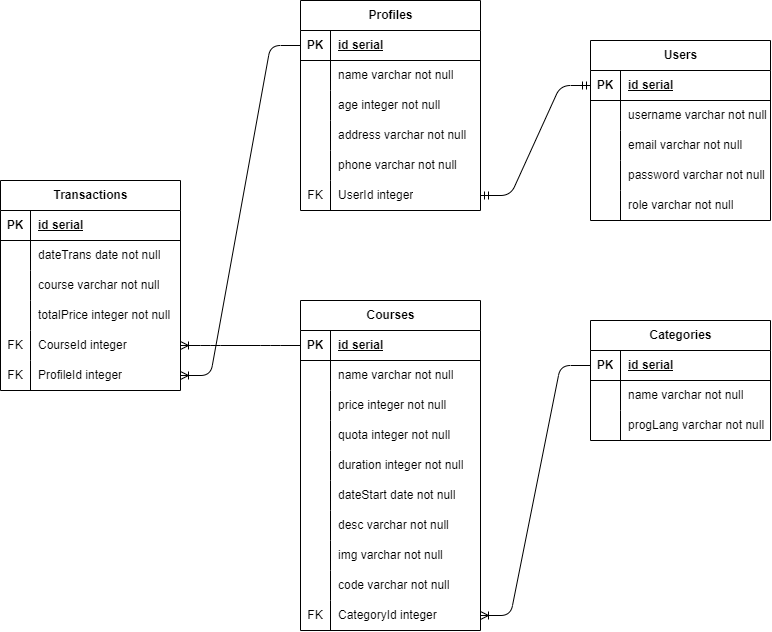 Profiles
PK id serial
name varchar not null
age integer not null
address varchar not null
phone varchar not null
FK UserId integer
Users
PK id serial
username varchar not null
email varchar not null
password varchar not null
role varchar not null
Transactions
PK id serial
dateTrans date not null
course varchar not null
totalPrice integer not null
FK CourseId integer
FK ProfileId integer
Courses
PK id serial
name varchar not null
price integer not null
quota integer not null
duration integer not null
dateStart date not null
desc varchar not null
img varchar not null
code varchar not null
FK CategoryId integer
Categories
PK id serial
name varchar not null
progLang varchar not null